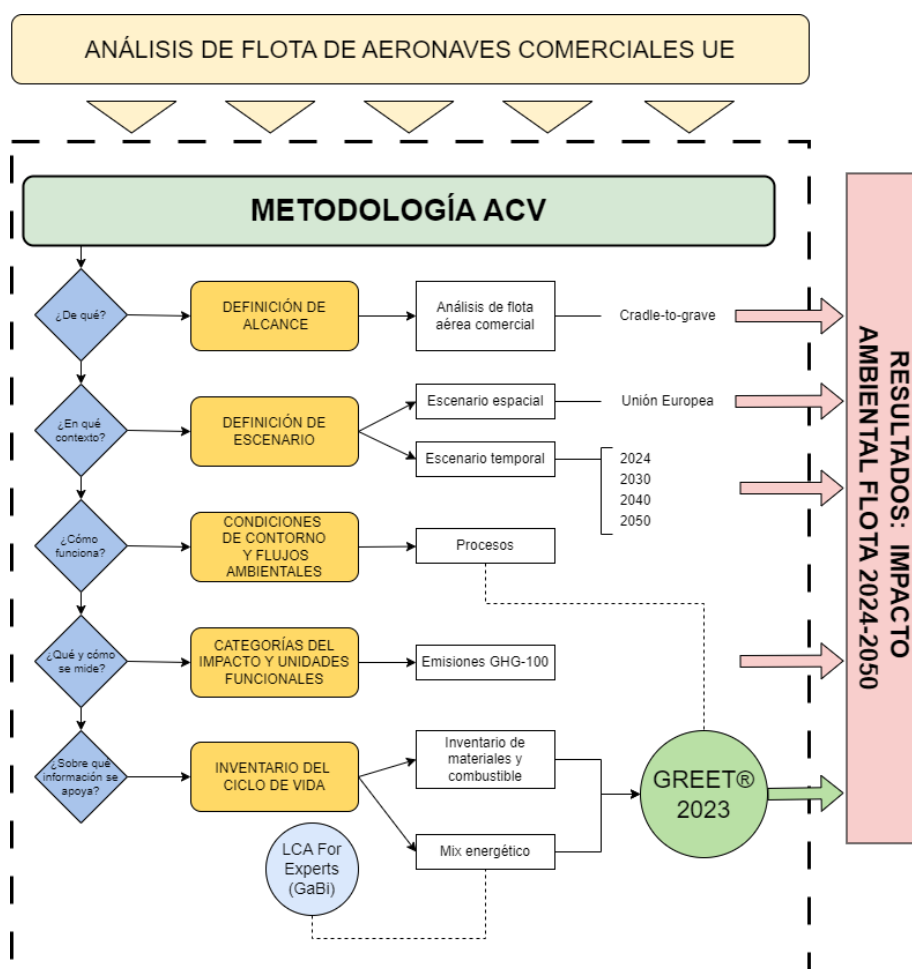 ANÁLISIS DE FLOTA DE AERONAVES COMERCIALES UE
METODOLOGÍA ACV
¿De qué?
DEFINICIÓN DE
ALCANCE
Análisis de flota
aérea comercial
Cradle-to-grave
¿En qué
contexto?
DEFINICIÓN DE
ESCENARIO
Escenario espacial
Unión Europea
Escenario temporal
2024
2030
2040
2050
¿Cómo
funciona?
CONDICIONES
DE CONTORNO
Y FLUJOS
AMBIENTALES
Procesos
¿Qué y cómo
se mide?
CATEGORÍAS DEL
IMPACTO Y UNIDADES
FUNCIONALES
Emisiones GHG-100
¿Sobre qué
información se
apoya?
INVENTARIO DEL
CICLO DE VIDA
Inventario de
materiales y
combustible
Mix energético
LCA For
Experts
(GaBi)
GREET®
2023
RESULTADOS: IMPACTO
AMBIENTAL FLOTA 2024-2050